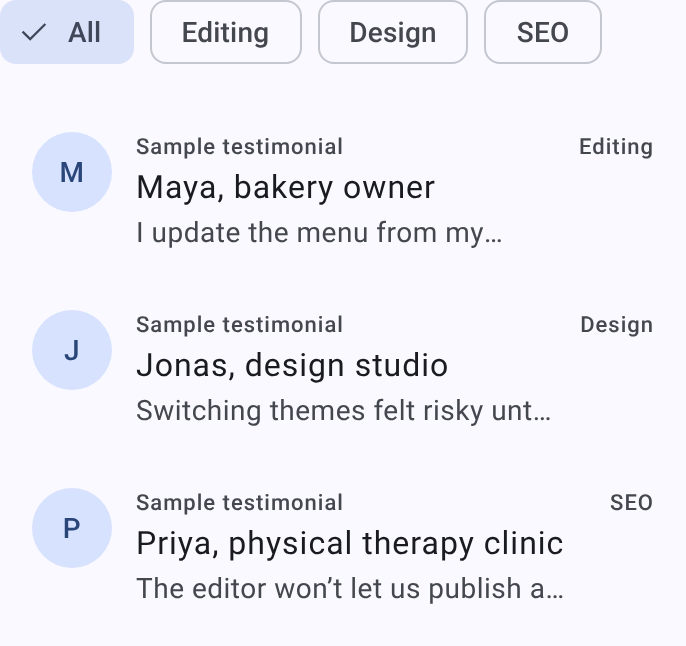 All Editing Design SEO
M
Sample testimonial Editing
Maya, bakery owner
I update the menu from my…
J
Sample testimonial Design
Jonas, design studio
Switching themes felt risky unt…
P
Sample testimonial SEO
Priya, physical therapy clinic
The editor won’t let us publish a…